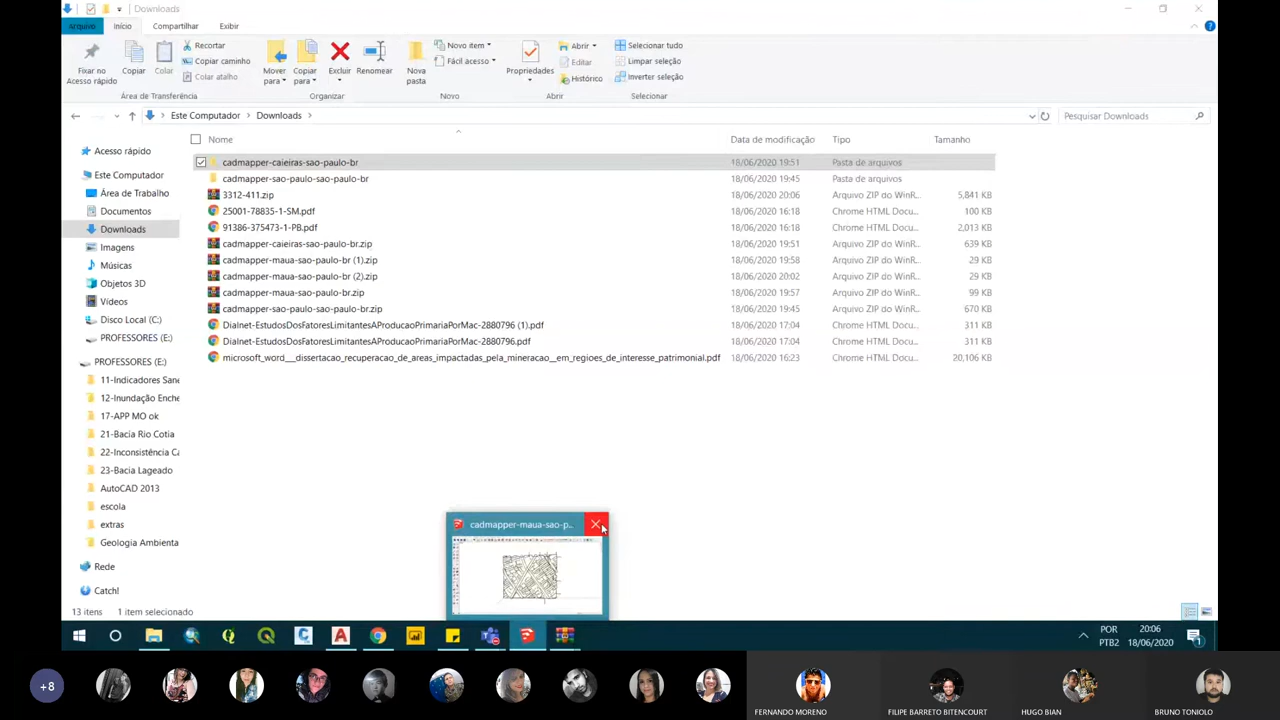 Downloads
Arquivo Início Compartilhar Exibir
Fixar no Acesso rápido
Copiar
Colar
Recortar
Copiar caminho
Colar atalho
Área de Transferência
Mover para
Copiar para
Excluir
Renomear
Organizar
Nova pasta
Novo item
Fácil acesso
Novo
Propriedades
Abrir
Editar
Histórico
Abrir
Selecionar tudo
Limpar seleção
Inverter seleção
Selecionar
Este Computador > Downloads >
Pesquisar Downloads
Nome Data de modificação Tipo Tamanho
cadmapper-caieiras-sao-paulo-br 18/06/2020 19:51 Pasta de arquivos
cadmapper-sao-paulo-sao-paulo-br 18/06/2020 19:45 Pasta de arquivos
3312-411.zip 18/06/2020 20:06 Arquivo ZIP do WinR... 5,841 KB
25001-78835-1-SM.pdf 18/06/2020 16:18 Chrome HTML Docu... 100 KB
91386-375473-1-PB.pdf 18/06/2020 16:18 Chrome HTML Docu... 2,013 KB
cadmapper-caieiras-sao-paulo-br.zip 18/06/2020 19:51 Arquivo ZIP do WinR... 639 KB
cadmapper-maua-sao-paulo-br (1).zip 18/06/2020 19:58 Arquivo ZIP do WinR... 29 KB
cadmapper-maua-sao-paulo-br (2).zip 18/06/2020 20:02 Arquivo ZIP do WinR... 29 KB
cadmapper-maua-sao-paulo-br.zip 18/06/2020 19:57 Arquivo ZIP do WinR... 99 KB
cadmapper-sao-paulo-sao-paulo-br.zip 18/06/2020 19:45 Arquivo ZIP do WinR... 670 KB
Dialnet-EstudosDosFatoresLimitantesAProducaoPrimariaPorMac-2880796 (1).pdf 18/06/2020 17:04 Chrome HTML Docu... 311 KB
Dialnet-EstudosDosFatoresLimitantesAProducaoPrimariaPorMac-2880796.pdf 18/06/2020 17:04 Chrome HTML Docu... 311 KB
microsoft_word__dissertacao_recuperacao_de_areas_impactadas_pela_mineracao__em_regioes_de_interesse_patrimonial.pdf 18/06/2020 16:23 Chrome HTML Docu... 20,106 KB
Acesso rápido
Este Computador
Área de Trabalho
Documentos
Downloads
Imagens
Músicas
Objetos 3D
Vídeos
Disco Local (C:)
PROFESSORES (E:)
PROFESSORES (E:)
11-Indicadores Sane
12-Inundação Enche
17-APP MO ok
21-Bacia Rio Cotia
22-Inconsistência Ca
23-Bacia Lageado
AutoCAD 2013
escola
extras
Geologia Ambienta
Rede
Catch!
13 itens 1 item selecionado
cadmapper-maua-sao-p...
POR
PTB2
20:06
18/06/2020
+8
FERNANDO MORENO
FILIPE BARRETO BITENCOURT
HUGO BIAN
BRUNO TONIOLO